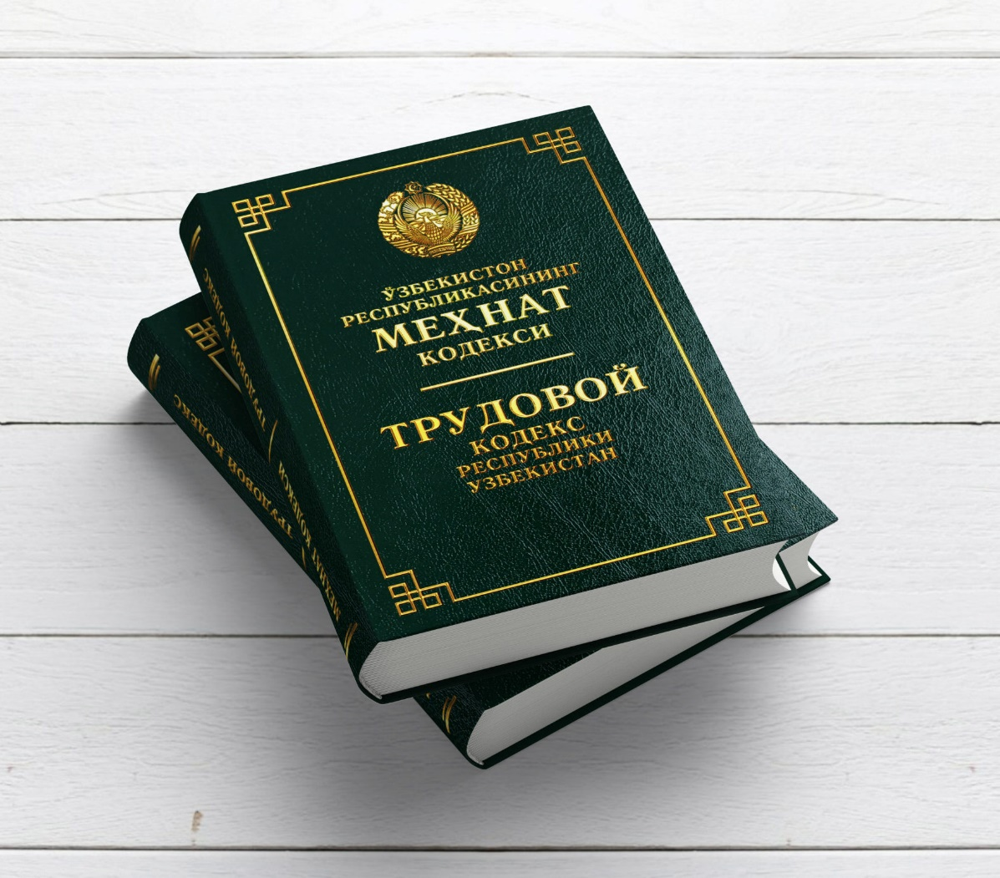 ЎЗБЕКИСТОН
РЕСПУБЛИКАСИНИНГ
МЕҲНАТ
КОДЕКСИ
ТРУДОВОЙ
КОДЕКС
РЕСПУБЛИКИ
УЗБЕКИСТАН
ТРУДОВОЙ КОДЕКС
МЕҲНАТ КОДЕКСИ
ТРУДОВОЙ КОДЕКС